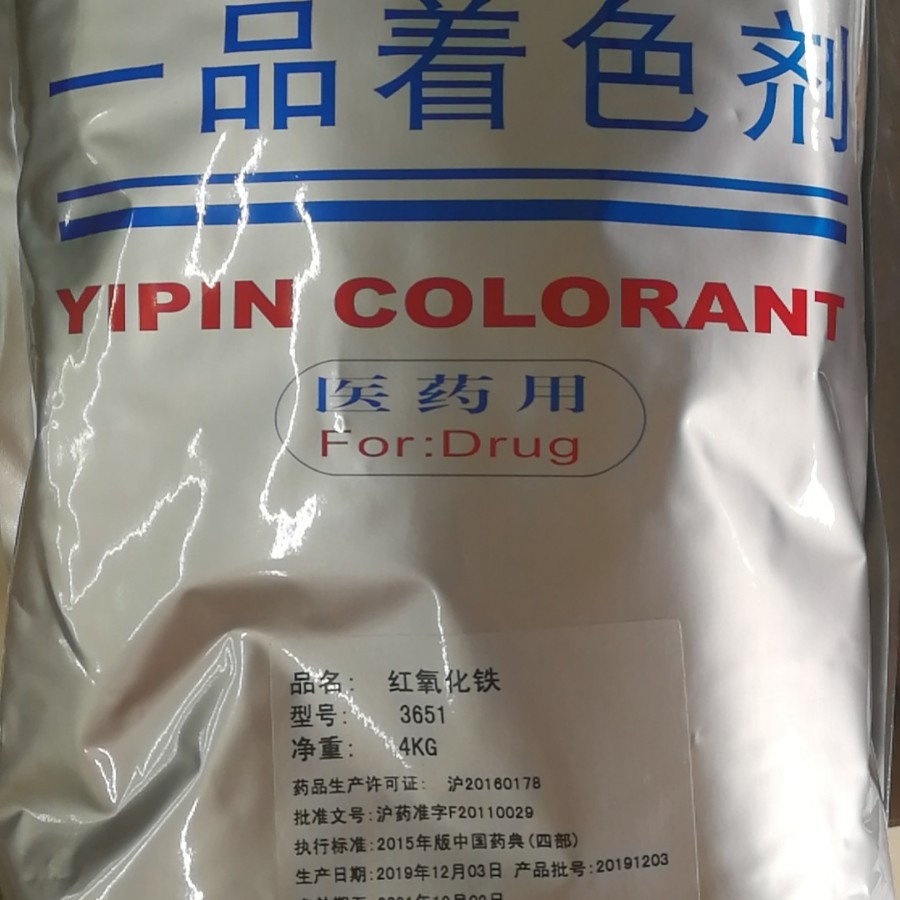 一品着色剂
YIPIN COLORANT
医药用
For:Drug
品名: 红氧化铁
型号: 3651
净重: 4KG
药品生产许可证: 沪20160178
批准文号:沪药准字F20110029
执行标准:2015年版中国药典(四部)
生产日期:2019年12月03日 产品批号:20191203